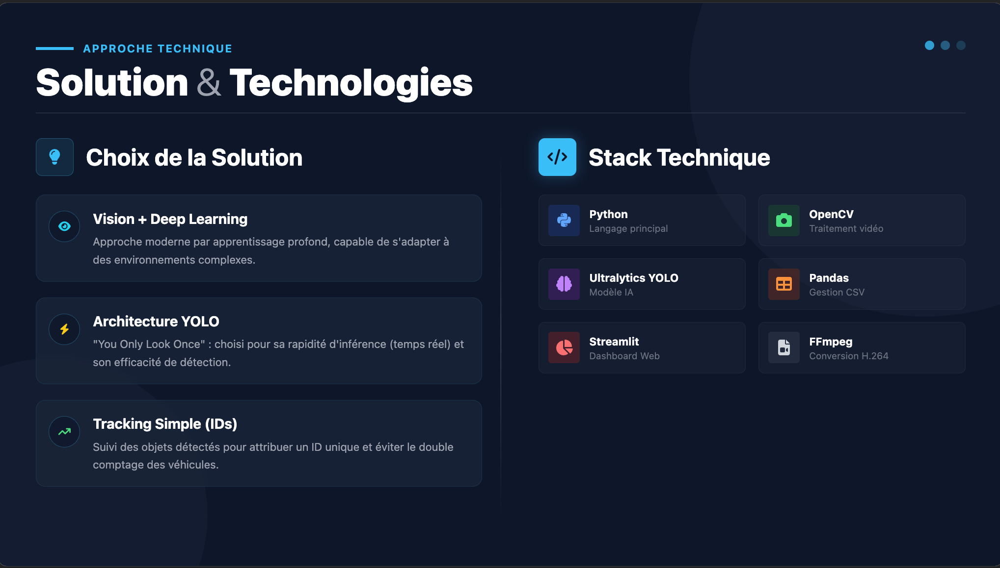 APPROCHE TECHNIQUE
Solution & Technologies
Choix de la Solution
Vision + Deep Learning
Approche moderne par apprentissage profond, capable de s'adapter à
des environnements complexes.
Architecture YOLO
"You Only Look Once" : choisi pour sa rapidité d'inférence (temps réel) et
son efficacité de détection.
Tracking Simple (IDs)
Suivi des objets détectés pour attribuer un ID unique et éviter le double
comptage des véhicules.
Stack Technique
Python
Langage principal
OpenCV
Traitement vidéo
Ultralytics YOLO
Modèle IA
Pandas
Gestion CSV
Streamlit
Dashboard Web
FFmpeg
Conversion H.264